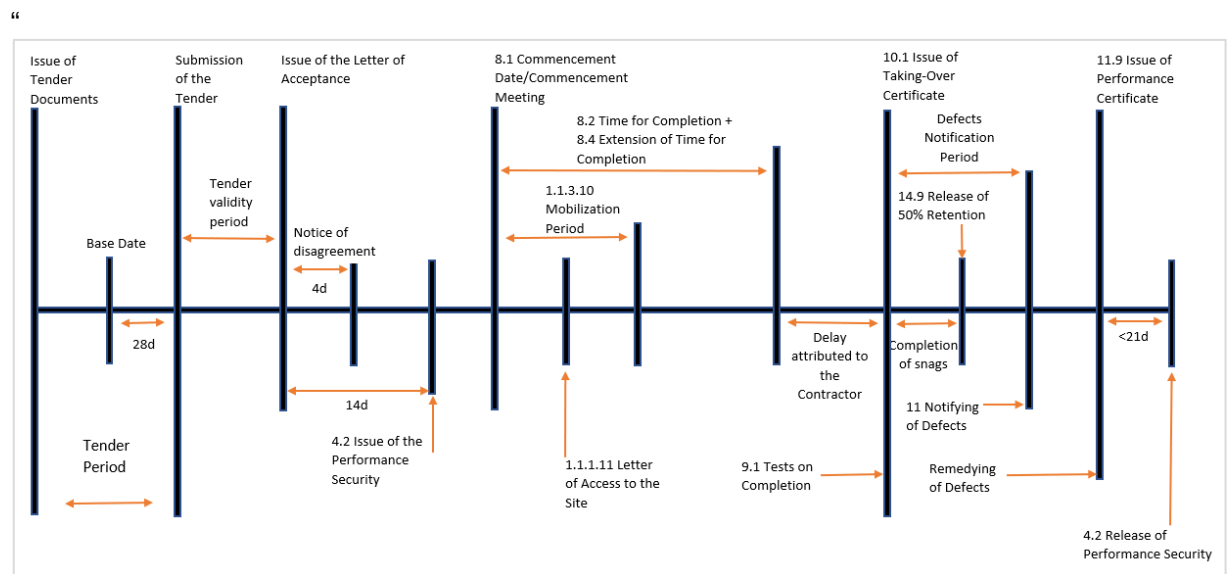 “
Issue of
Tender
Documents
Submission
of the
Tender
Issue of the Letter of
Acceptance
8.1 Commencement
Date/Commencement
Meeting
10.1 Issue of
Taking-Over
Certificate
11.9 Issue of
Performance
Certificate
8.2 Time for Completion +
8.4 Extension of Time for
Completion
Defects
Notification
Period
Tender
validity
period
1.1.3.10
Mobilization
Period
14.9 Release of
50% Retention
Base Date
Notice of
disagreement
4d
28d
<21d
Delay
attributed to
the
Contractor
Completion
of snags
14d
4.2 Issue of the
Performance
Security
11 Notifying
of Defects
Tender
Period
1.1.1.11 Letter
of Access to the
Site
9.1 Tests on
Completion
Remedying
of Defects
4.2 Release of
Performance Security